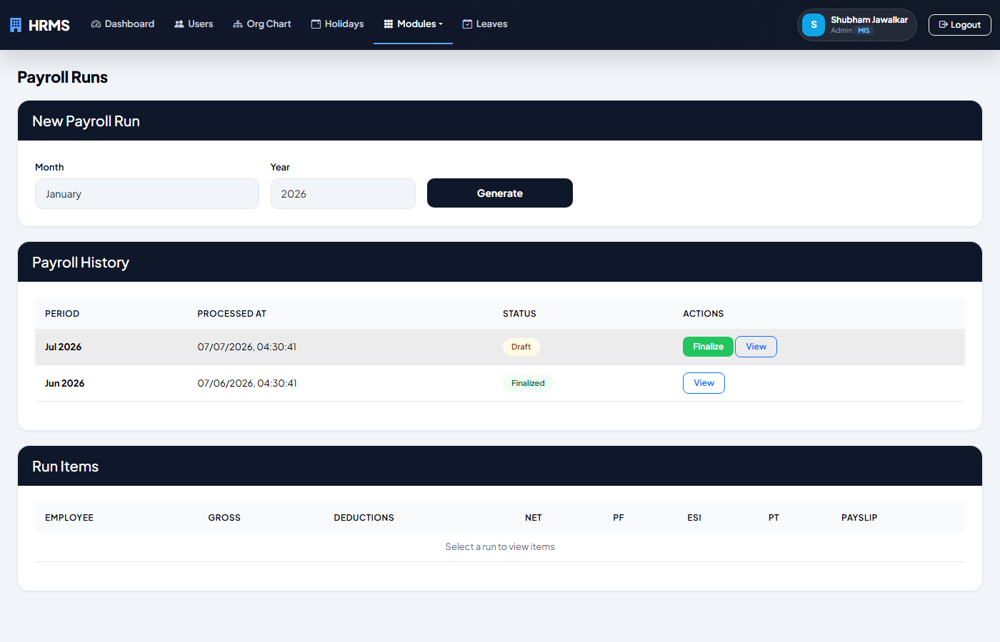 HRMS
Dashboard
Users
Org Chart
Holidays
Modules
Leaves
S
Shubham Jawalkar
Admin MIS
Logout
Payroll Runs
New Payroll Run
Month
Year
January
2026
Generate
Payroll History
PERIOD PROCESSED AT STATUS ACTIONS
Jul 2026 07/07/2026, 04:30:41 Draft Finalize View
Jun 2026 07/06/2026, 04:30:41 Finalized View
Run Items
EMPLOYEE GROSS DEDUCTIONS NET PF ESI PT PAYSLIP
Select a run to view items